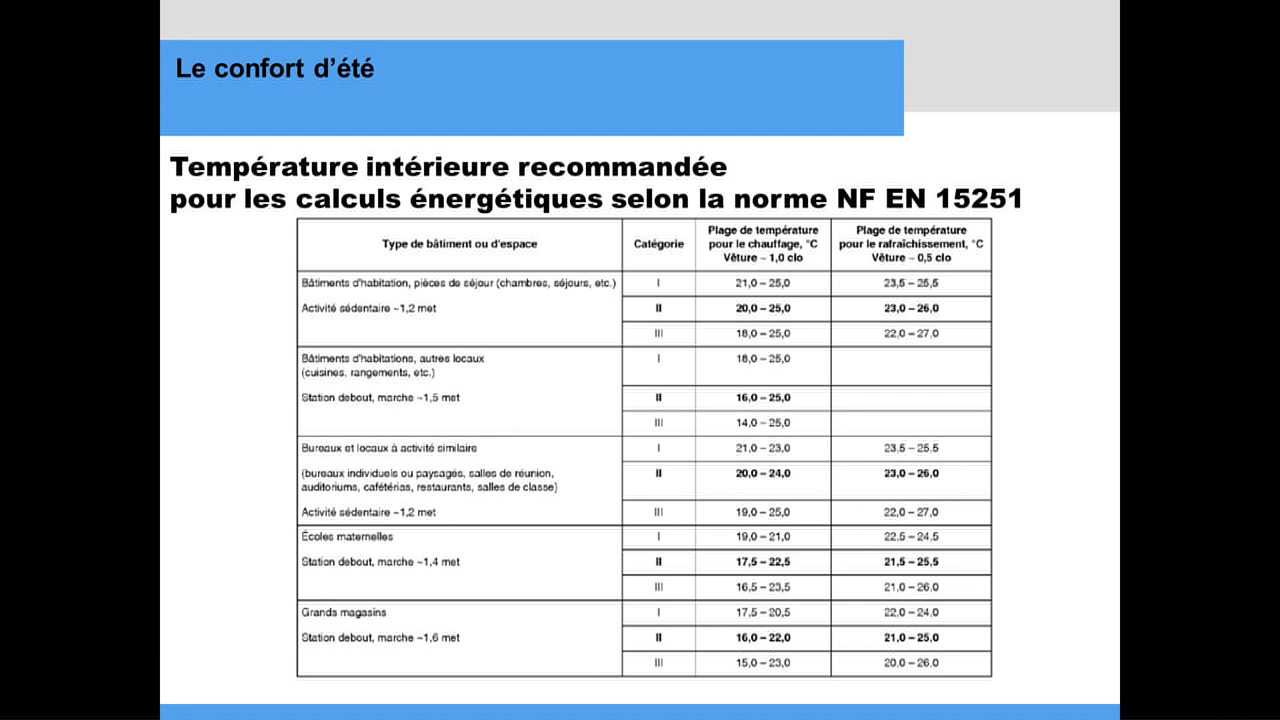 Le confort d’été
Température intérieure recommandée
pour les calculs énergétiques selon la norme NF EN 15251
Type de bâtiment ou d'espace
Catégorie
Plage de température
pour le chauffage, °C
Vêture ~ 1,0 clo
Plage de température
pour le rafraîchissement, °C
Vêture ~ 0,5 clo
Bâtiments d'habitation, pièces de séjour (chambres, séjours, etc.) I 21,0 – 25,0 23,5 – 25,5
Activité sédentaire ~1,2 met II 20,0 – 25,0 23,0 – 26,0
III 18,0 – 25,0 22,0 – 27,0
Bâtiments d'habitations, autres locaux I 18,0 – 25,0
(cuisines, rangements, etc.)
Station debout, marche ~1,5 met II 16,0 – 25,0
III 14,0 – 25,0
Bureaux et locaux à activité similaire I 21,0 – 23,0 23,5 – 25,5
(bureaux individuels ou paysagés, salles de réunion, II 20,0 – 24,0 23,0 – 26,0
auditoriums, cafétérias, restaurants, salles de classe)
Activité sédentaire ~1,2 met III 19,0 – 25,0 22,0 – 27,0
Écoles maternelles I 19,0 – 21,0 22,5 – 24,5
Station debout, marche ~1,4 met II 17,5 – 22,5 21,5 – 25,5
III 16,5 – 23,5 21,0 – 26,0
Grands magasins I 17,5 – 20,5 22,0 – 24,0
Station debout, marche ~1,6 met II 16,0 – 22,0 21,0 – 25,0
III 15,0 – 23,0 20,0 – 26,0